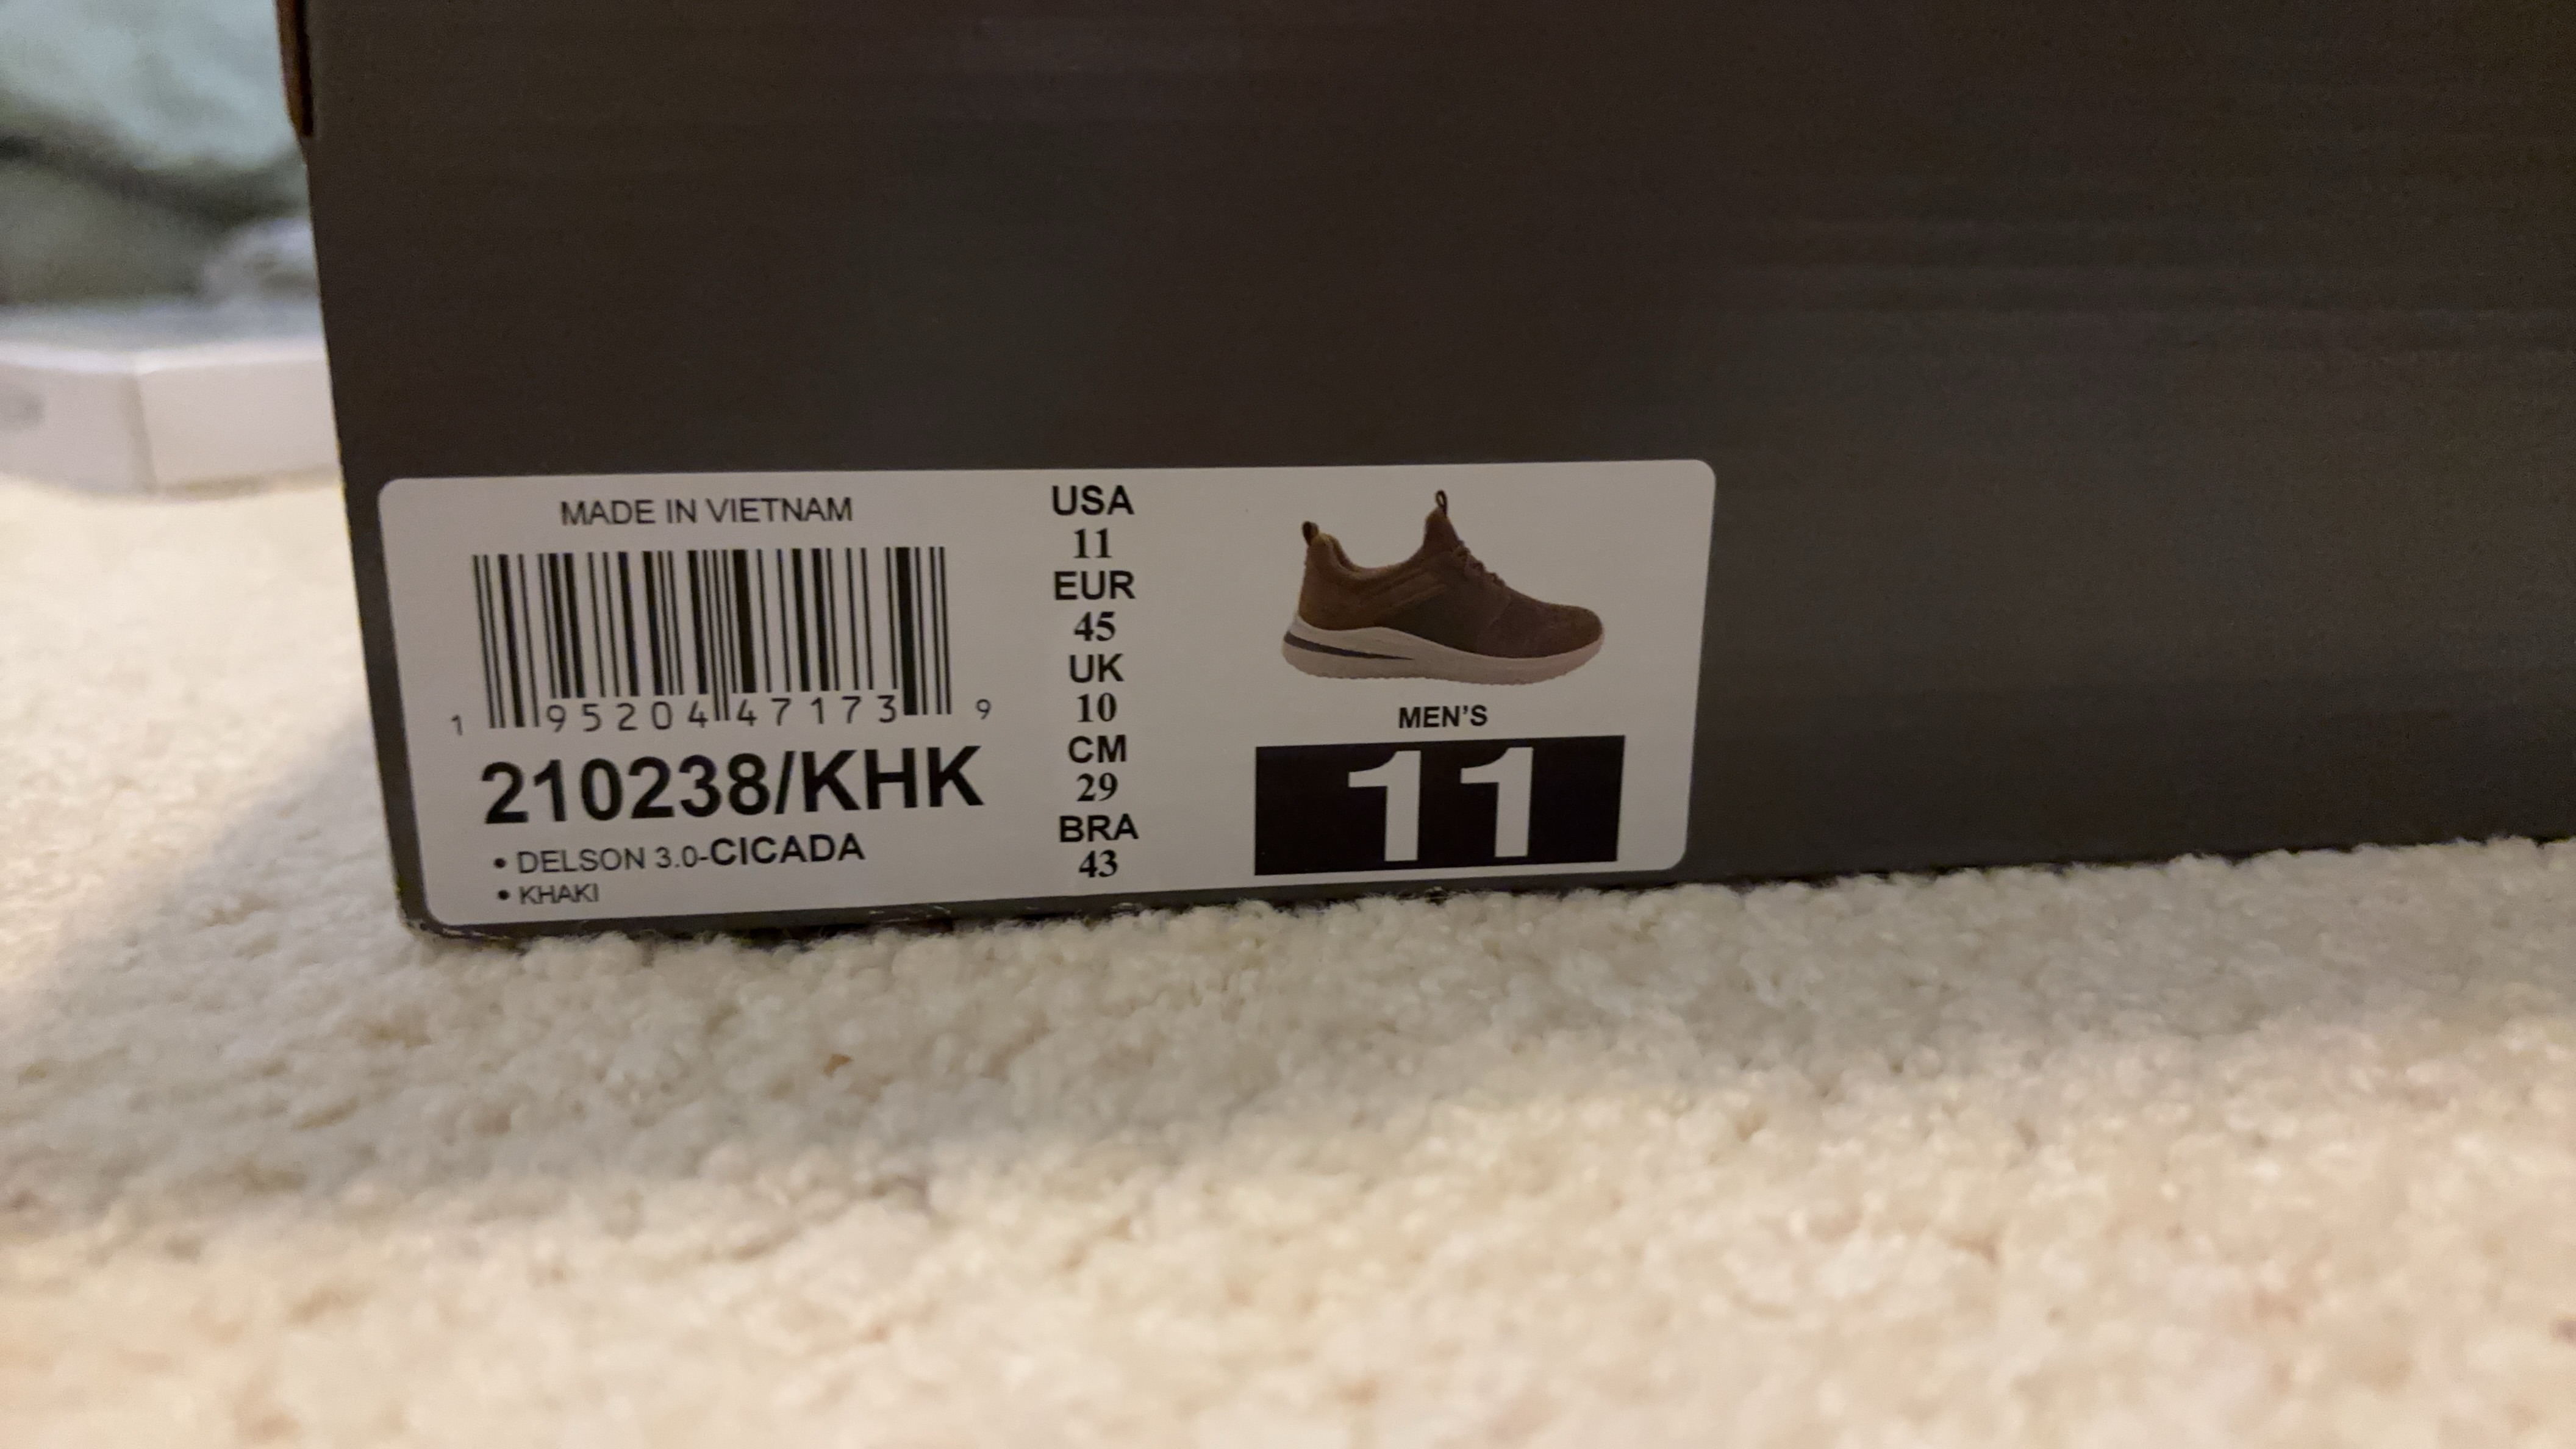 MADE IN VIETNAM
1 95204 47173 9
210238/KHK
• DELSON 3.0-CICADA
• KHAKI
USA
11
EUR
45
UK
10
CM
29
BRA
43
MEN'S
11